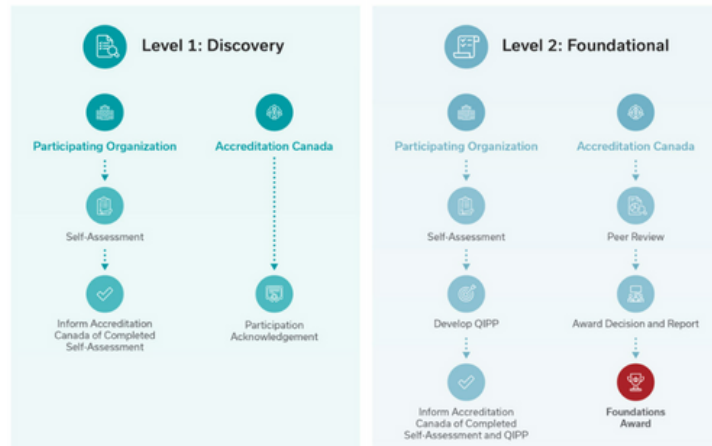 Level 1: Discovery
Participating Organization
Accreditation Canada
Self-Assessment
Inform Accreditation
Canada of Completed
Self-Assessment
Participation
Acknowledgement
Level 2: Foundational
Participating Organization
Accreditation Canada
Self-Assessment
Peer Review
Develop QIPP
Award Decision and Report
Inform Accreditation
Canada of Completed
Self-Assessment and QIPP
Foundations
Award